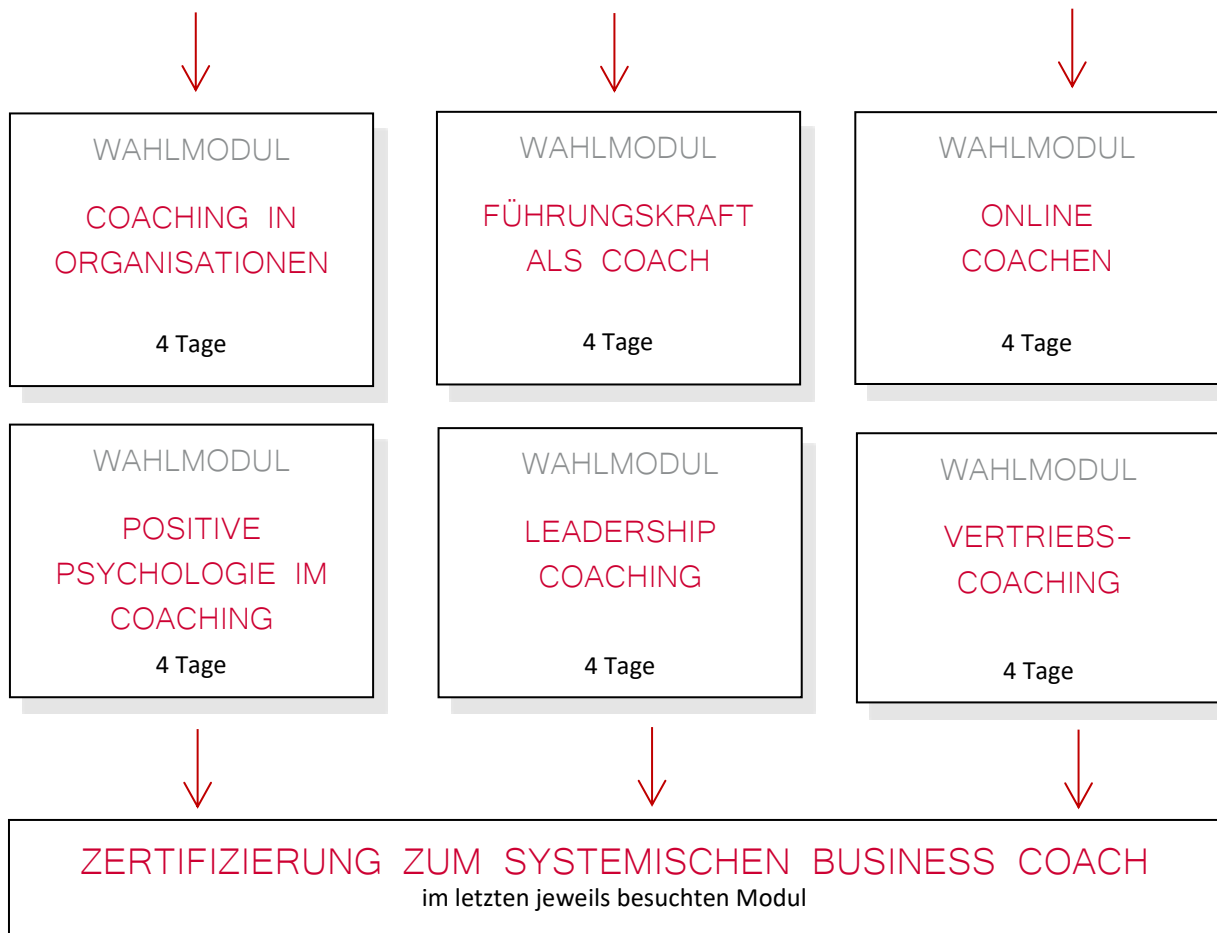 WAHLMODUL
COACHING IN
ORGANISATIONEN
4 Tage
WAHLMODUL
FÜHRUNGSKRAFT
ALS COACH
4 Tage
WAHLMODUL
ONLINE
COACHEN
4 Tage
WAHLMODUL
POSITIVE
PSYCHOLOGIE IM
COACHING
4 Tage
WAHLMODUL
LEADERSHIP
COACHING
4 Tage
WAHLMODUL
VERTRIEBS-
COACHING
4 Tage
ZERTIFIZIERUNG ZUM SYSTEMISCHEN BUSINESS COACH
im letzten jeweils besuchten Modul